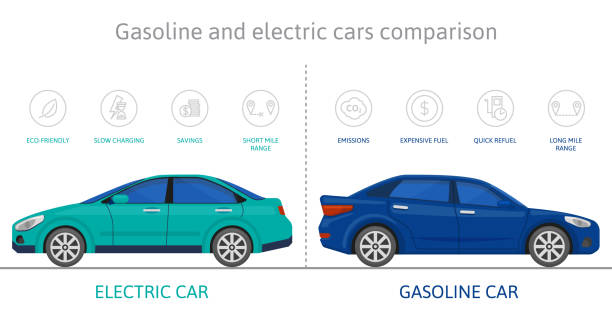 Gasoline and electric cars comparison
ECO-FRIENDLY
SLOW CHARGING
SAVINGS
SHORT MILE
RANGE
CO₂
EMISSIONS
$
EXPENSIVE FUEL
QUICK REFUEL
LONG MILE
RANGE
ELECTRIC CAR
GASOLINE CAR